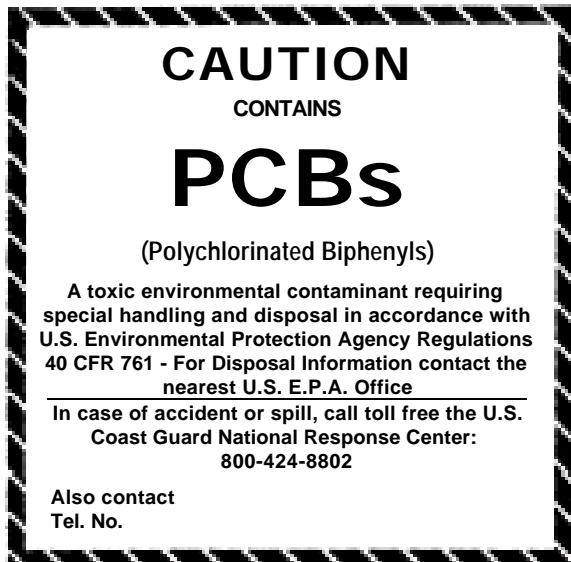 CAUTION
CONTAINS
PCBs
(Polychlorinated Biphenyls)
A toxic environmental contaminant requiring
special handling and disposal in accordance with
U.S. Environmental Protection Agency Regulations
40 CFR 761 - For Disposal Information contact the
nearest U.S. E.P.A. Office
In case of accident or spill, call toll free the U.S.
Coast Guard National Response Center:
800-424-8802
Also contact
Tel. No.